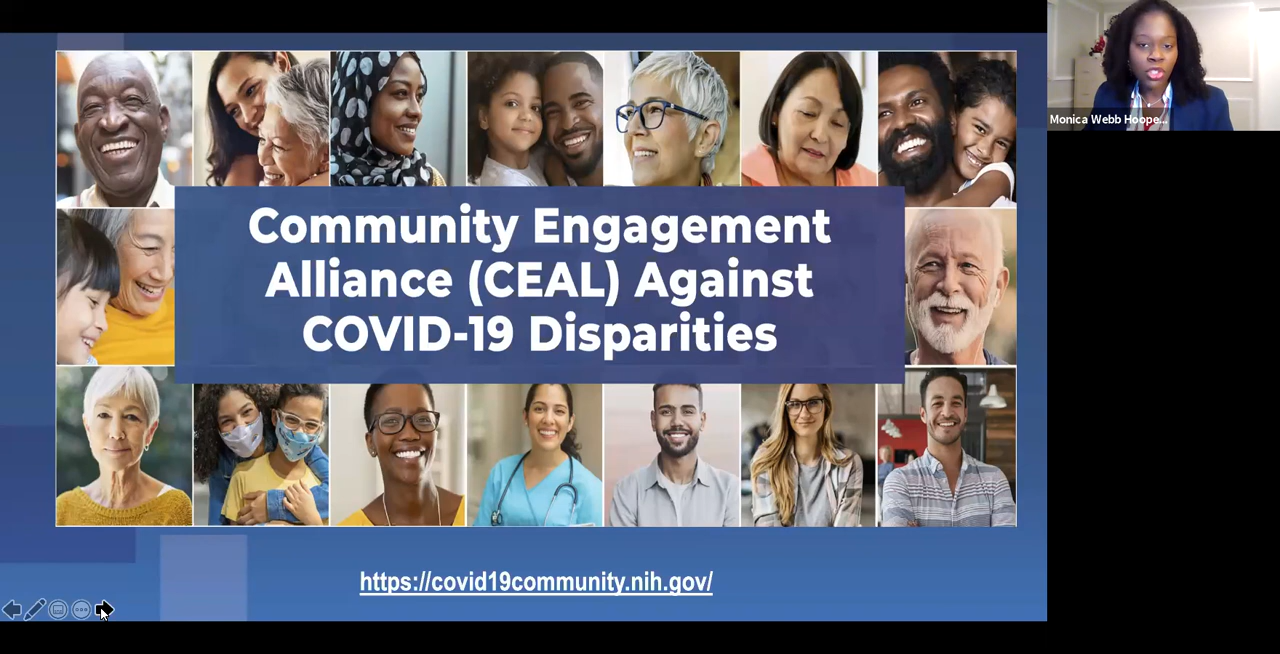 Community Engagement
Alliance (CEAL) Against
COVID-19 Disparities
https://covid19community.nih.gov/
Monica Webb Hoope...